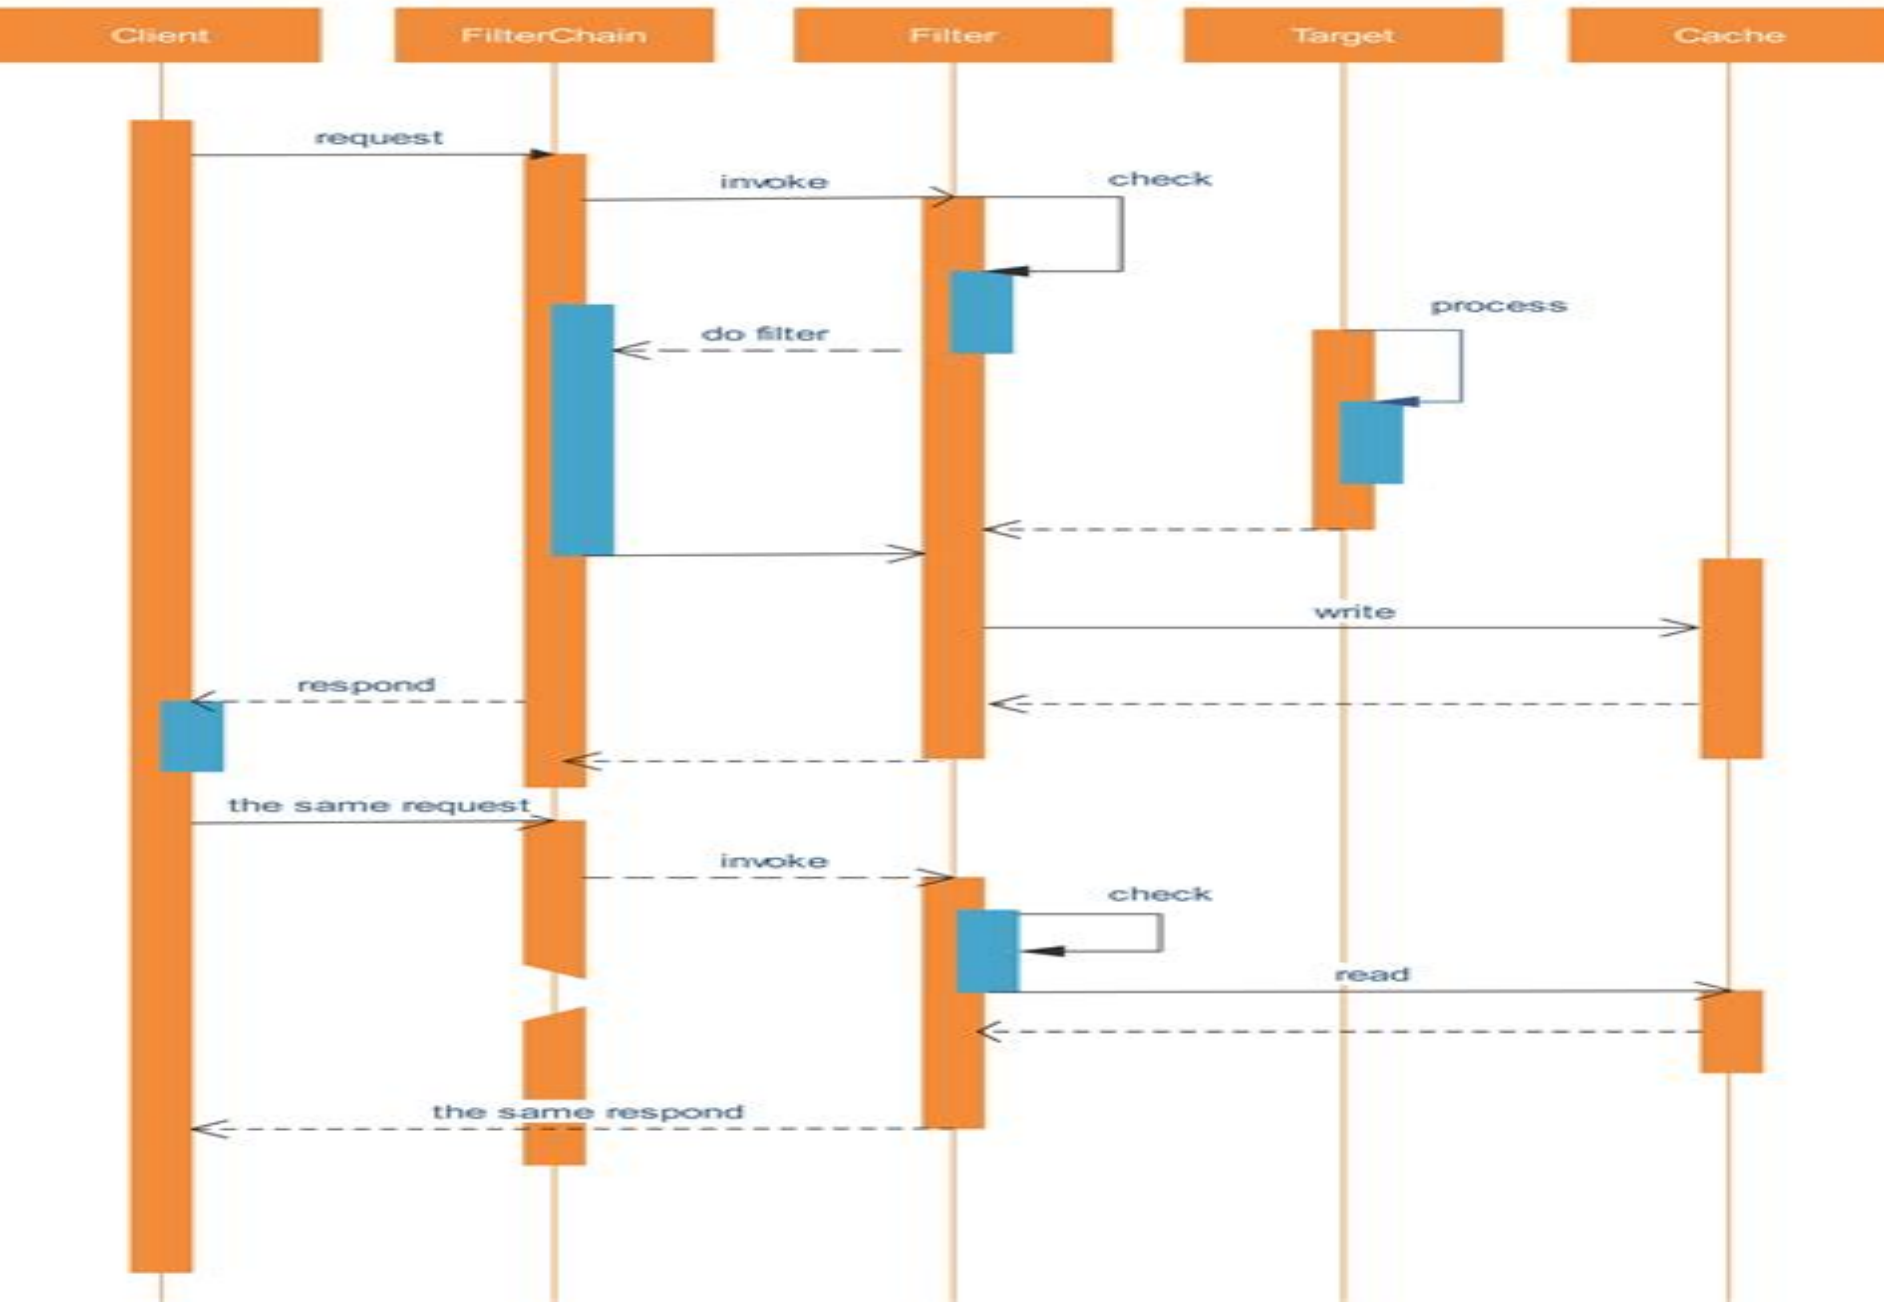 Client
FilterChain
Filter
Target
Cache
request
invoke
check
process
do filter
write
respond
the same request
invoke
check
read
the same respond